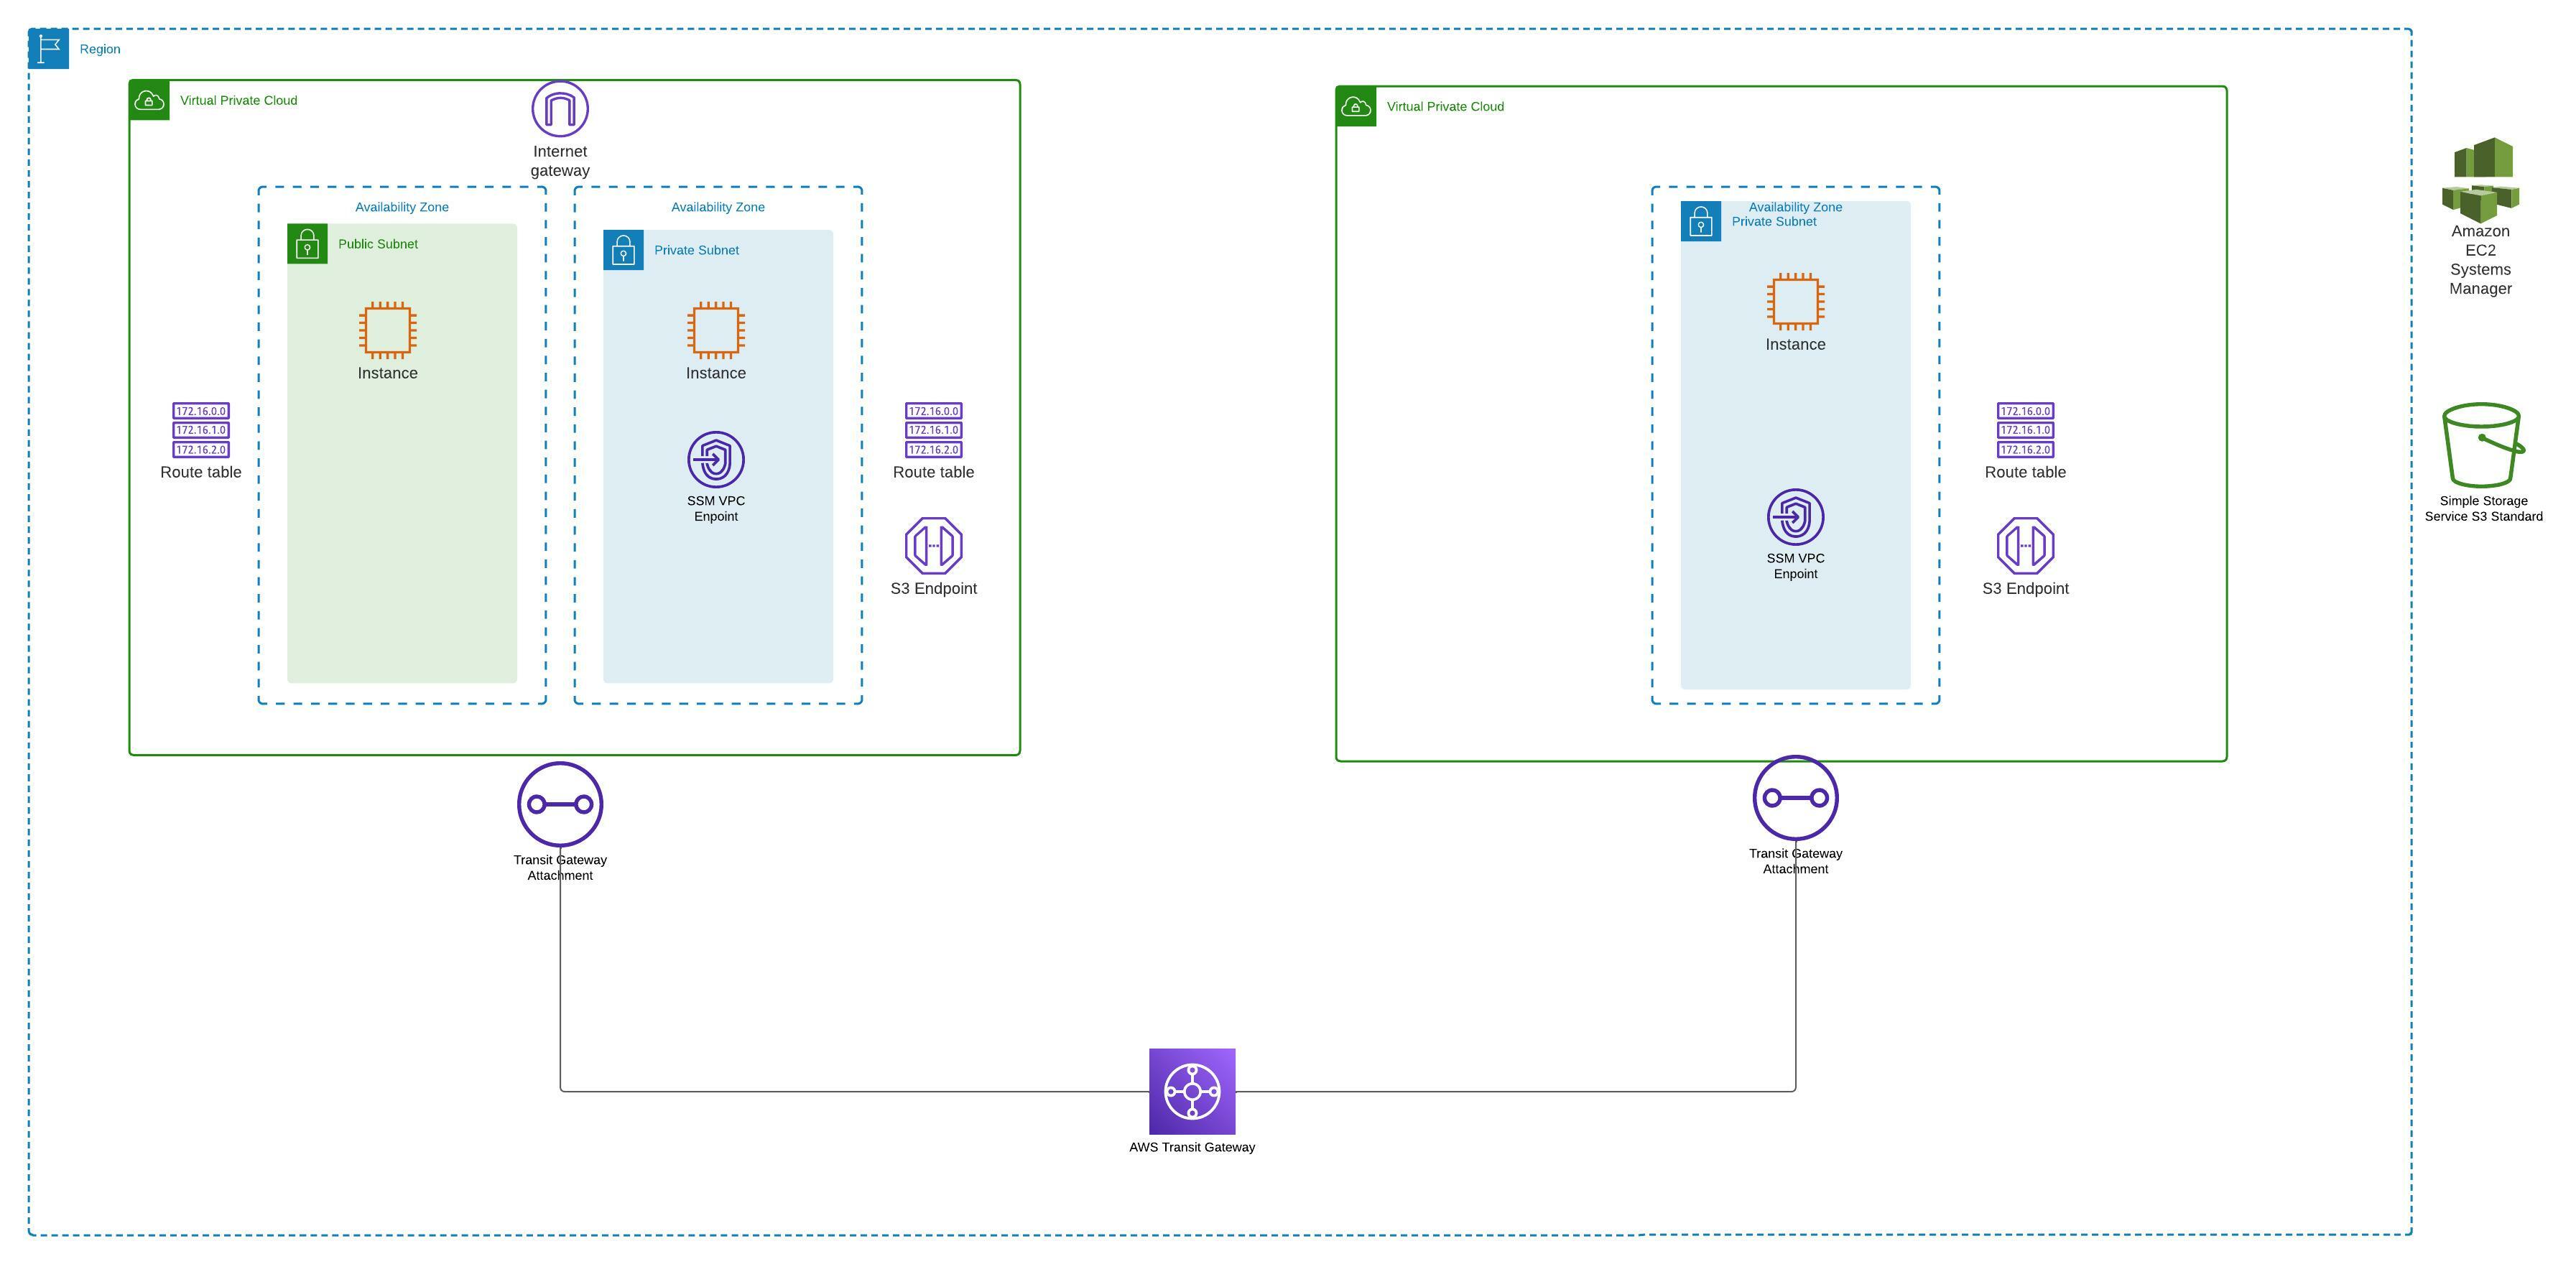 Region
Virtual Private Cloud
Internet
gateway
Availability Zone
Public Subnet
Instance
172.16.0.0
172.16.1.0
172.16.2.0
Route table
Availability Zone
Private Subnet
Instance
SSM VPC
Enpoint
172.16.0.0
172.16.1.0
172.16.2.0
Route table
S3 Endpoint
Transit Gateway
Attachment
Virtual Private Cloud
Availability Zone
Private Subnet
Instance
SSM VPC
Enpoint
172.16.0.0
172.16.1.0
172.16.2.0
Route table
S3 Endpoint
Transit Gateway
Attachment
Amazon
EC2
Systems
Manager
Simple Storage
Service S3 Standard
AWS Transit Gateway